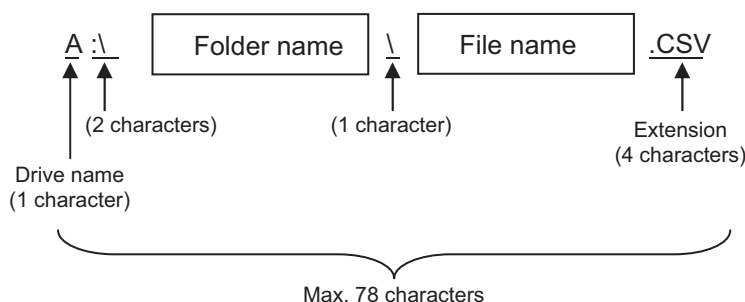 A :\ Folder name \ File name .CSV
(2 characters) (1 character) Extension
(4 characters)
Drive name
(1 character)
Max. 78 characters